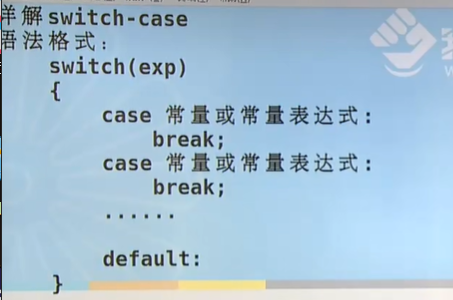 详解switch-case
语法格式：
switch(exp)
{
case 常量或常量表达式：
break;
case 常量或常量表达式：
break;
......
default:
}